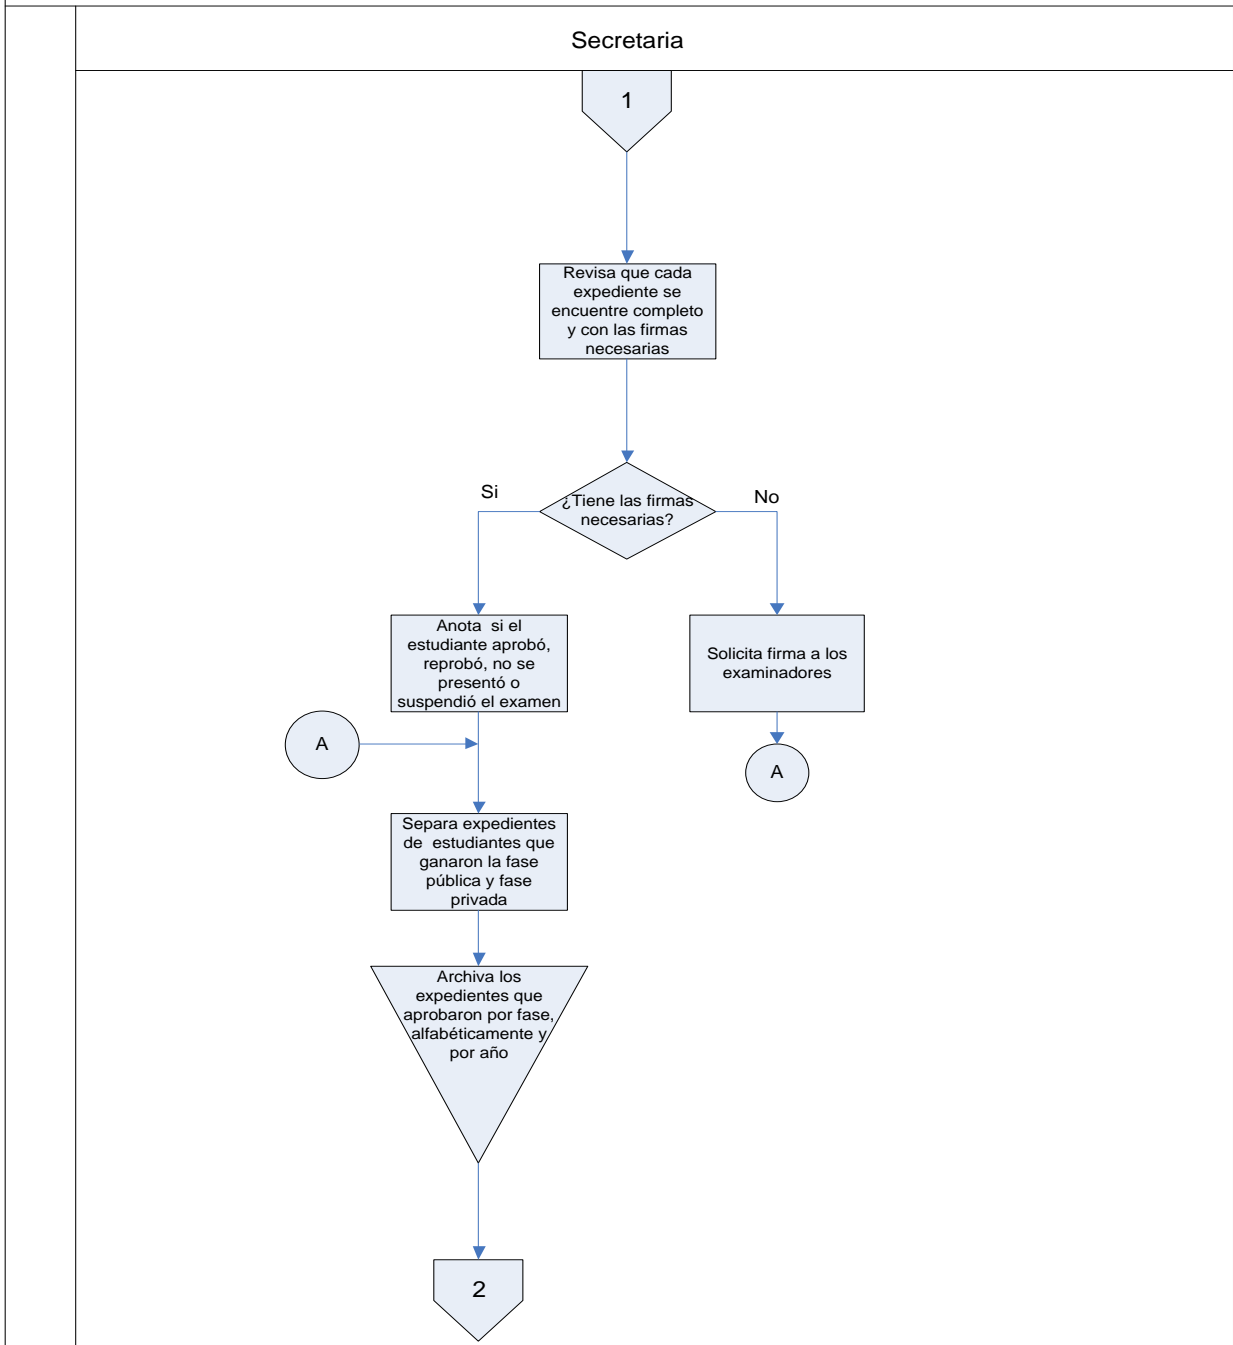 Secretaria
1
Revisa que cada
expediente se
encuentre completo
y con las firmas
necesarias
¿Tiene las firmas
necesarias?
Si
No
Anota si el
estudiante aprobó,
reprobó, no se
presentó o
suspendió el examen
Solicita firma a los
examinadores
A
A
Separa expedientes
de estudiantes que
ganaron la fase
pública y fase
privada
Archiva los
expedientes que
aprobaron por fase,
alfabéticamente y
por año
2